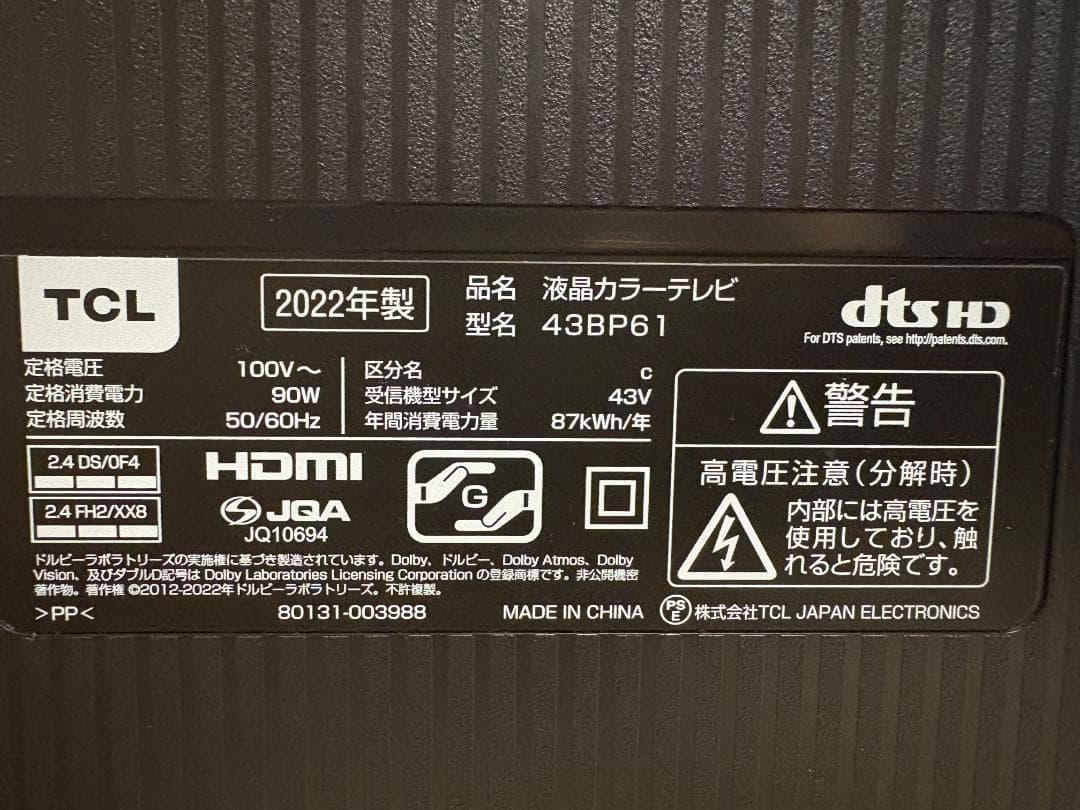 TCL
2022年製
品名 液晶カラーテレビ
型名 43BP61
dts HD
For DTS patents, see http://patents.dts.com.
定格電圧 100V～
定格消費電力 90W
定格周波数 50/60Hz
区分名 c
受信機型サイズ 43V
年間消費電力量 87kWh/年
警告
高電圧注意（分解時）
内部には高電圧を
使用しており、触
れると危険です。
2.4 DS/OF4
2.4 FH2/XX8
HDMI
JQA
JQ10694
G
ドルビーラボラトリーズの実施権に基づき製造されています。Dolby、ドルビー、Dolby Atmos、Dolby
Vision、及びダブルD記号は Dolby Laboratories Licensing Corporation の登録商標です。非公開機密
著作物。著作権 ©2012-2022年ドルビーラボラトリーズ。不許複製。
>PP< 80131-003988 MADE IN CHINA PSE 株式会社TCL JAPAN ELECTRONICS